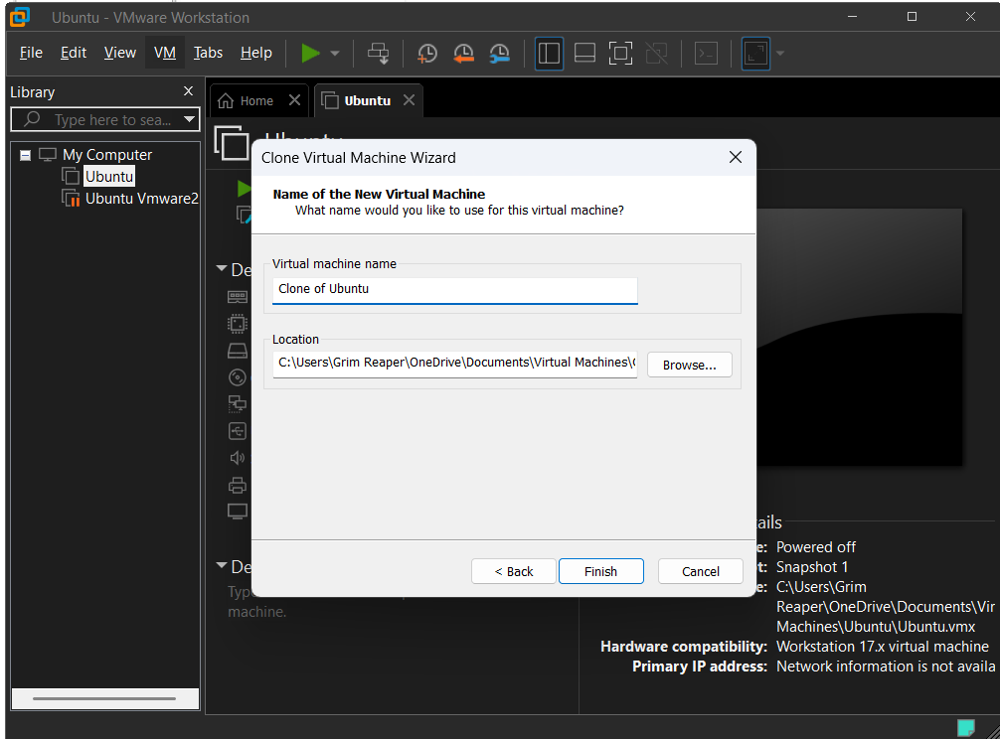 Ubuntu - VMware Workstation
File Edit View VM Tabs Help
Library
Type here to sea...
My Computer
Ubuntu
Ubuntu Vmware2
Home
Ubuntu
Ubuntu
Clone Virtual Machine Wizard
Name of the New Virtual Machine
What name would you like to use for this virtual machine?
Virtual machine name
Clone of Ubuntu
Location
C:\Users\Grim Reaper\OneDrive\Documents\Virtual Machines\
Browse...
< Back
Finish
Cancel
De
De
Typ
machine.
ails
e: Powered off
t: Snapshot 1
e: C:\Users\Grim
Reaper\OneDrive\Documents\Vir
Machines\Ubuntu\Ubuntu.vmx
Hardware compatibility: Workstation 17.x virtual machine
Primary IP address: Network information is not availa